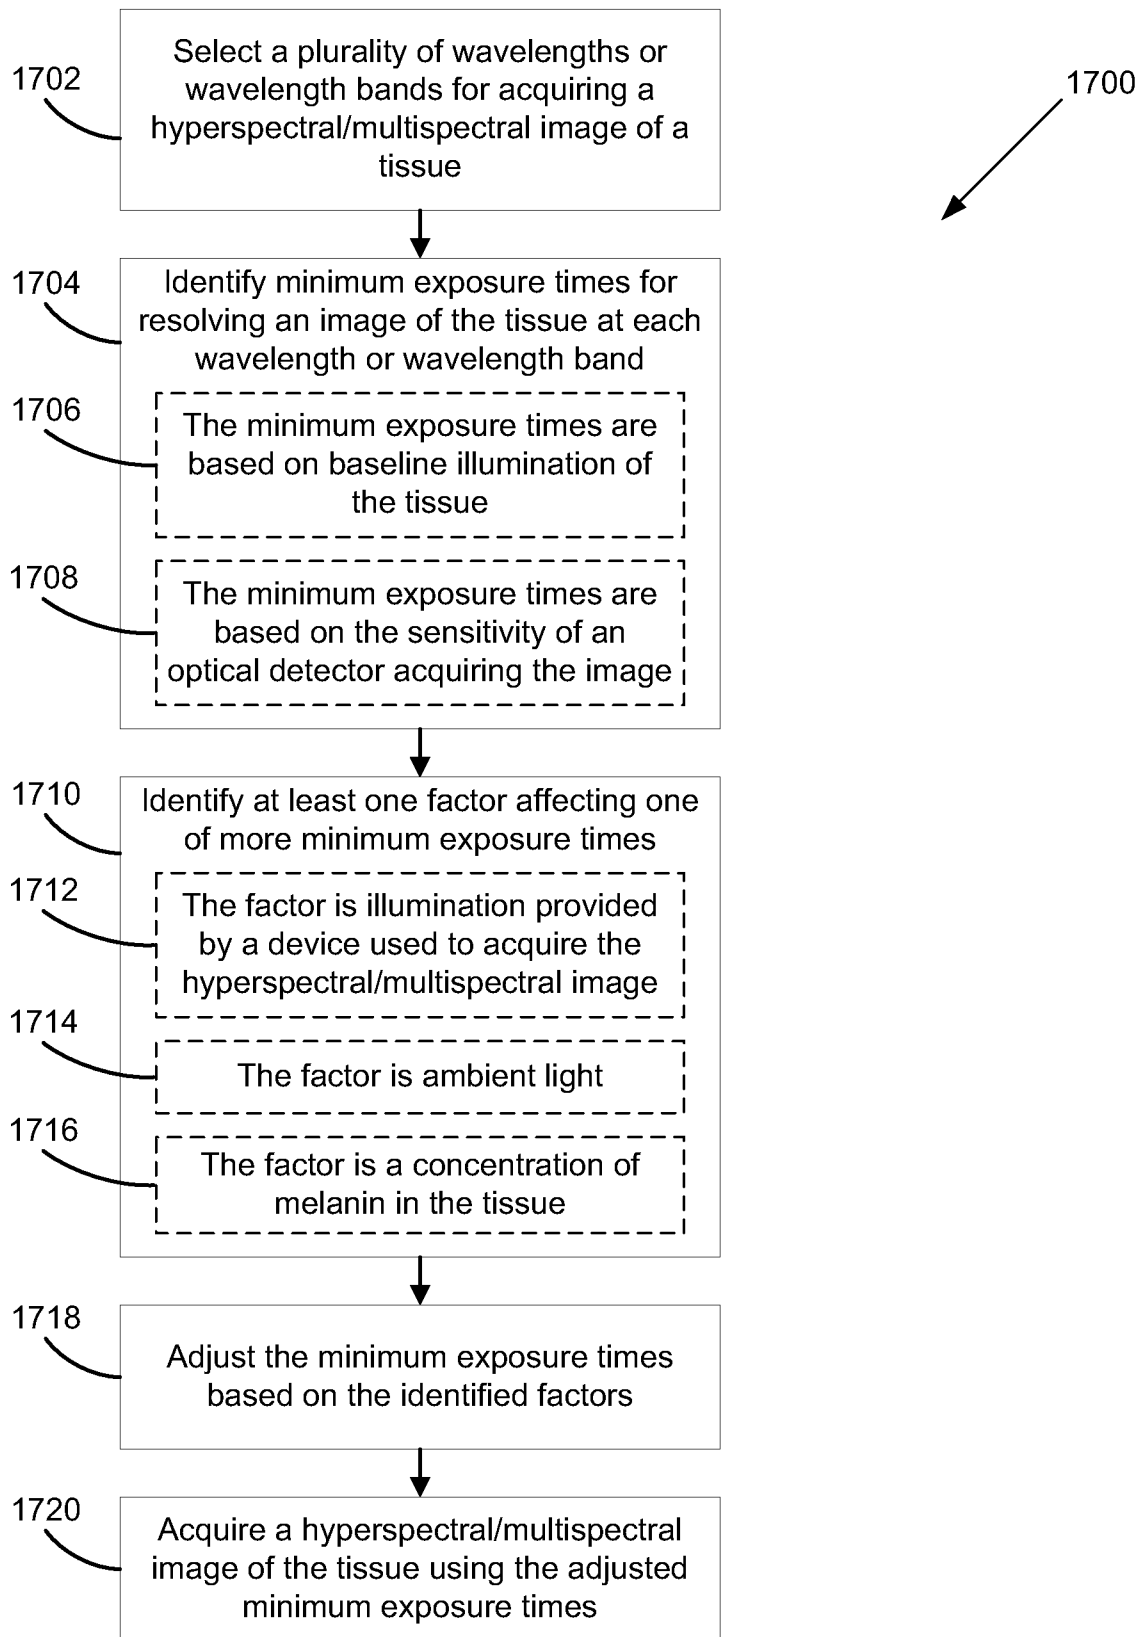 1702
Select a plurality of wavelengths or
wavelength bands for acquiring a
hyperspectral/multispectral image of a
tissue
1700
1704
Identify minimum exposure times for
resolving an image of the tissue at each
wavelength or wavelength band
1706
The minimum exposure times are
based on baseline illumination of
the tissue
1708
The minimum exposure times are
based on the sensitivity of an
optical detector acquiring the image
1710
Identify at least one factor affecting one
of more minimum exposure times
1712
The factor is illumination provided
by a device used to acquire the
hyperspectral/multispectral image
1714
The factor is ambient light
1716
The factor is a concentration of
melanin in the tissue
1718
Adjust the minimum exposure times
based on the identified factors
1720
Acquire a hyperspectral/multispectral
image of the tissue using the adjusted
minimum exposure times